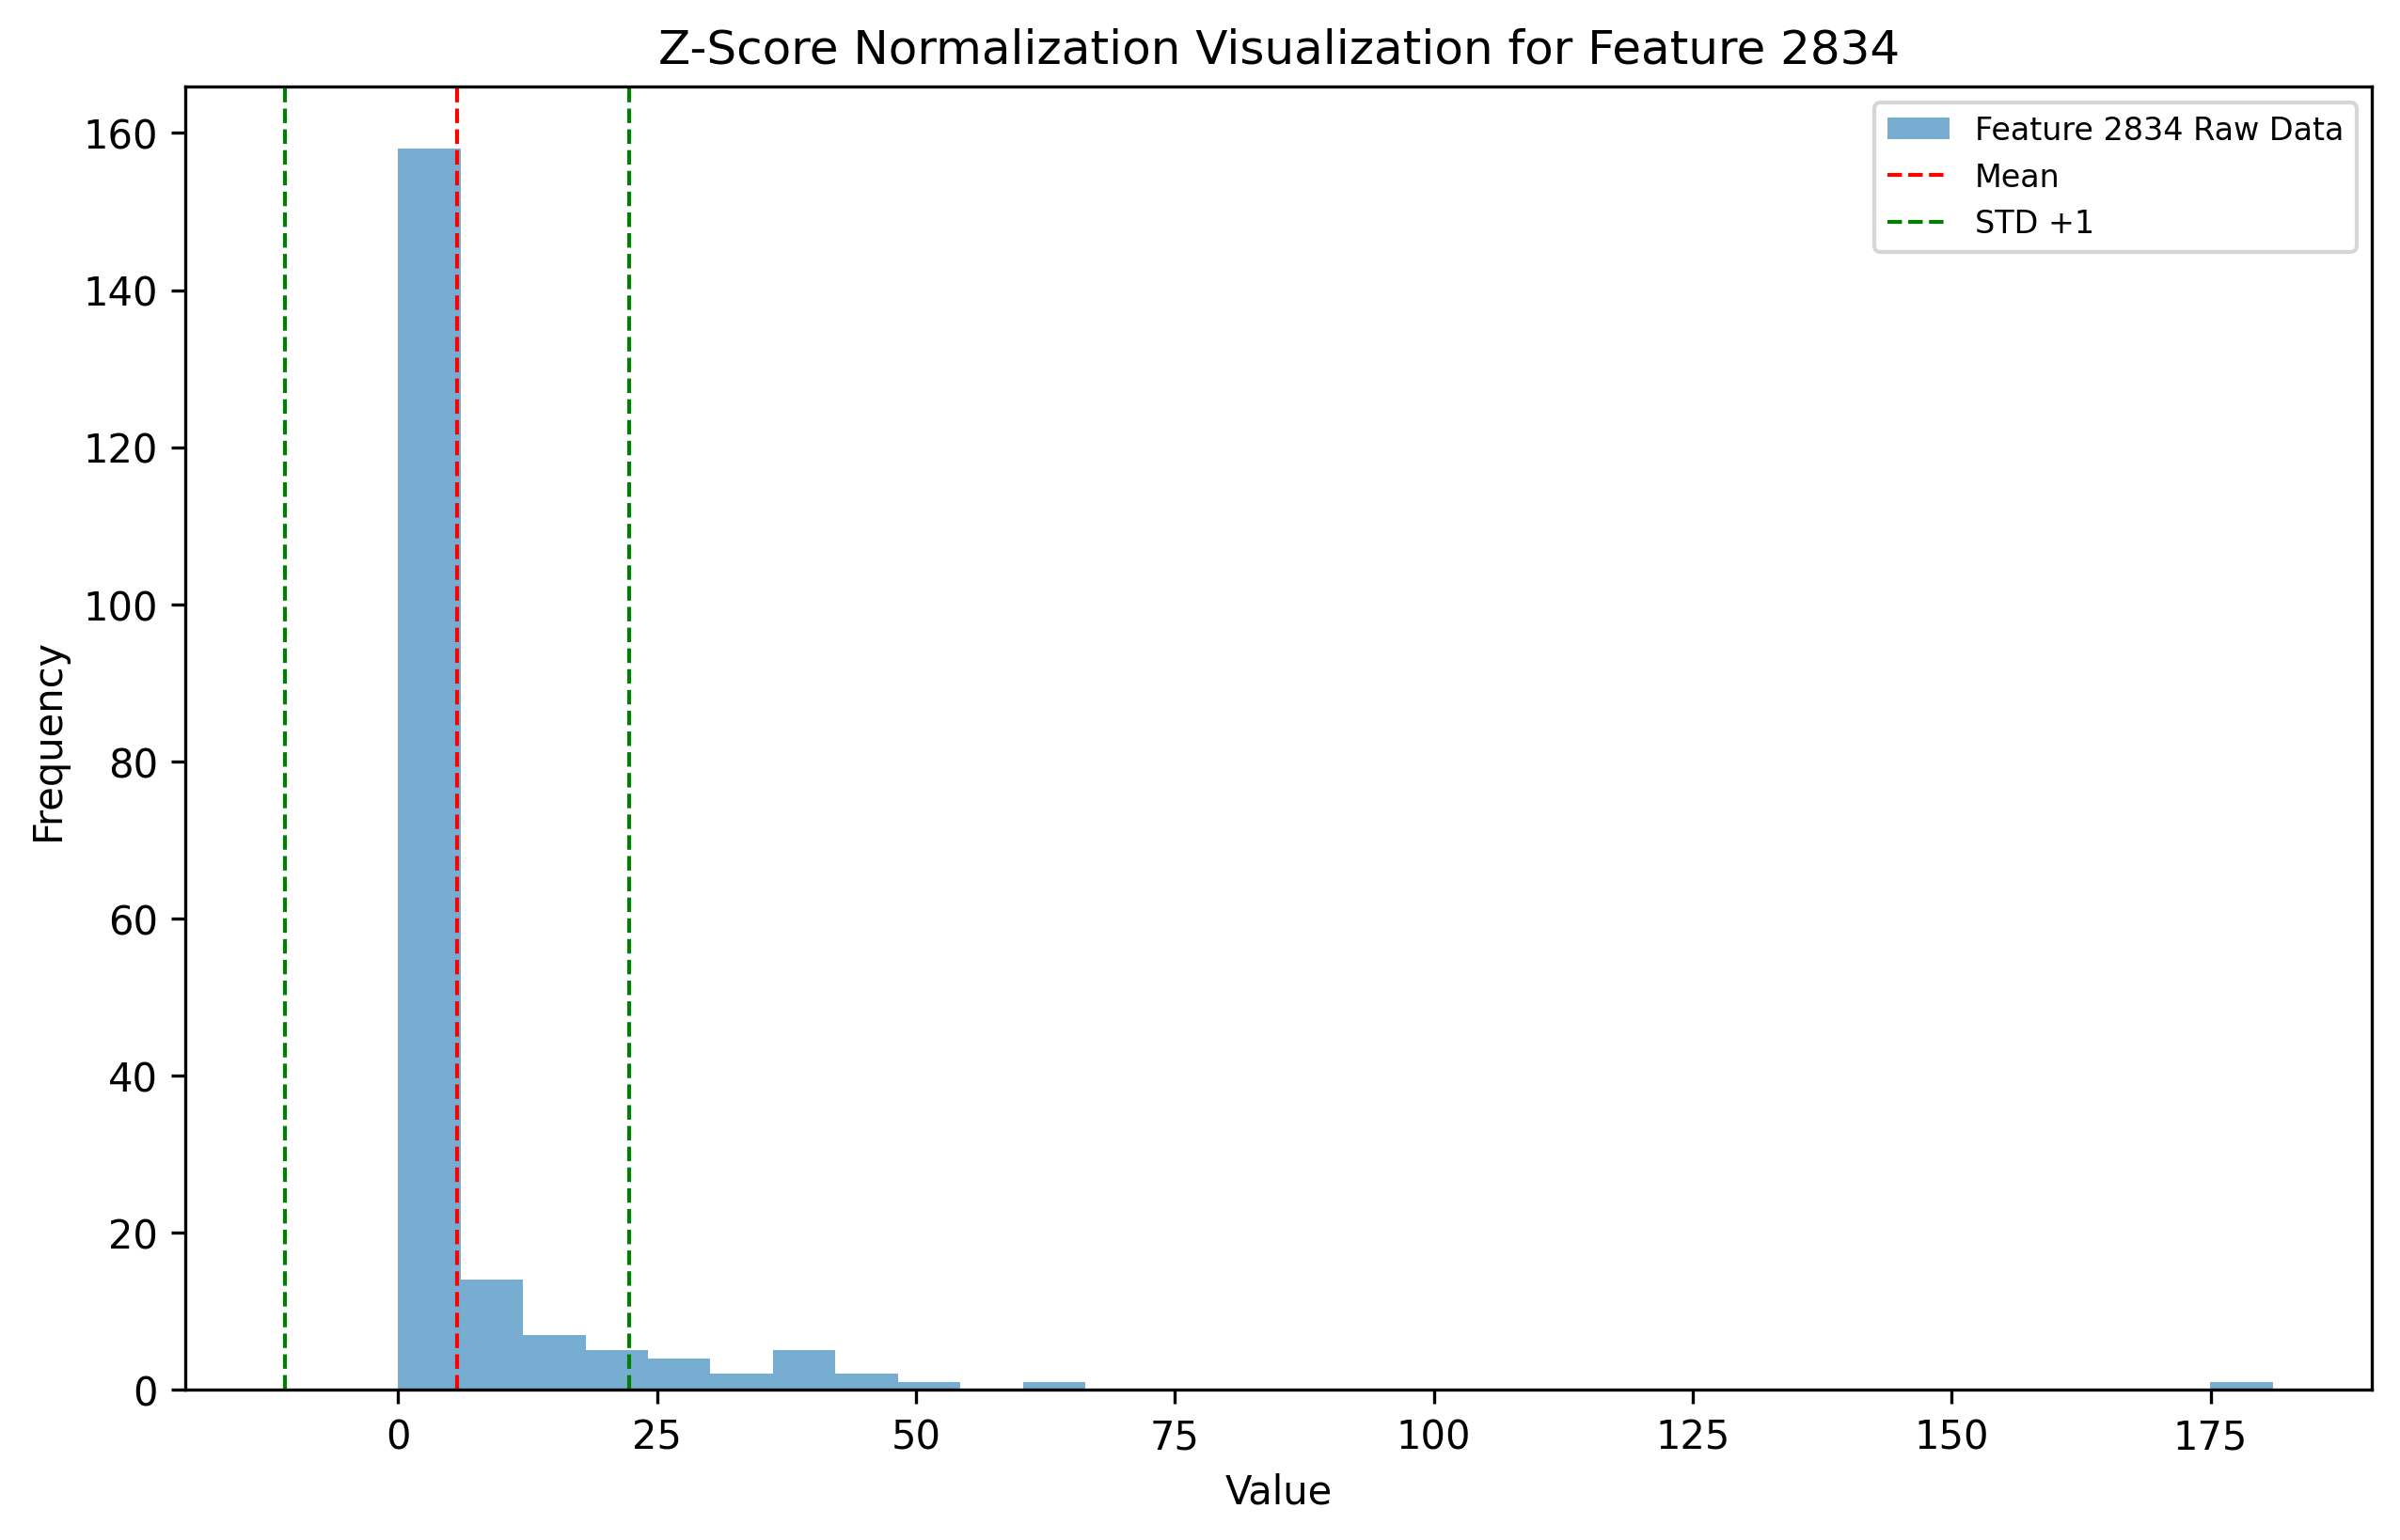 Z-Score Normalization Visualization for Feature 2834
Feature 2834 Raw Data
Mean
STD +1
160
140
120
100
80
60
40
20
0
Frequency
0 25 50 75 100 125 150 175
Value